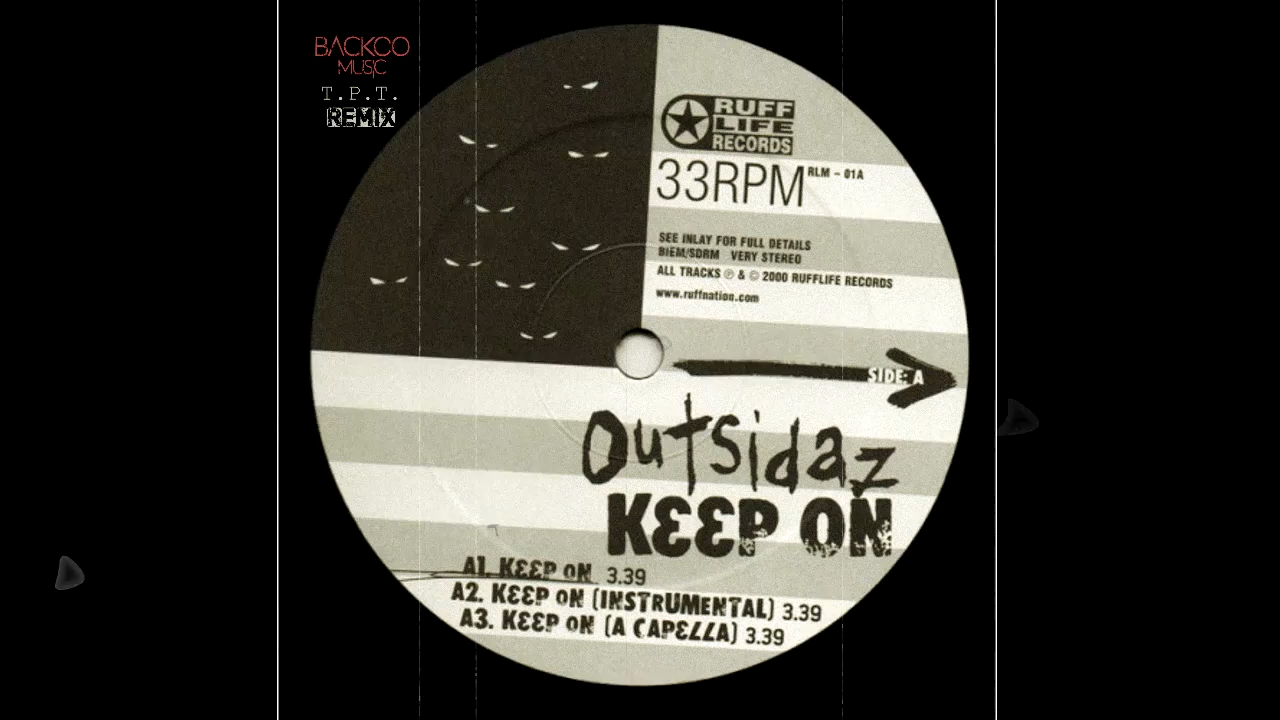 BACKOO
MUSIC
T.P.T.
REMIX
RUFF
LIFE
RECORDS
33RPM
RLM - 01A
SEE INLAY FOR FULL DETAILS
BIEM/SDRM VERY STEREO
ALL TRACKS ℗ & © 2000 RUFFLIFE RECORDS
www.ruffnation.com
SIDE: A
Outsidaz
KEEP ON
A1. KEEP ON 3.39
A2. KEEP ON (INSTRUMENTAL) 3.39
A3. KEEP ON (A CAPELLA) 3.39